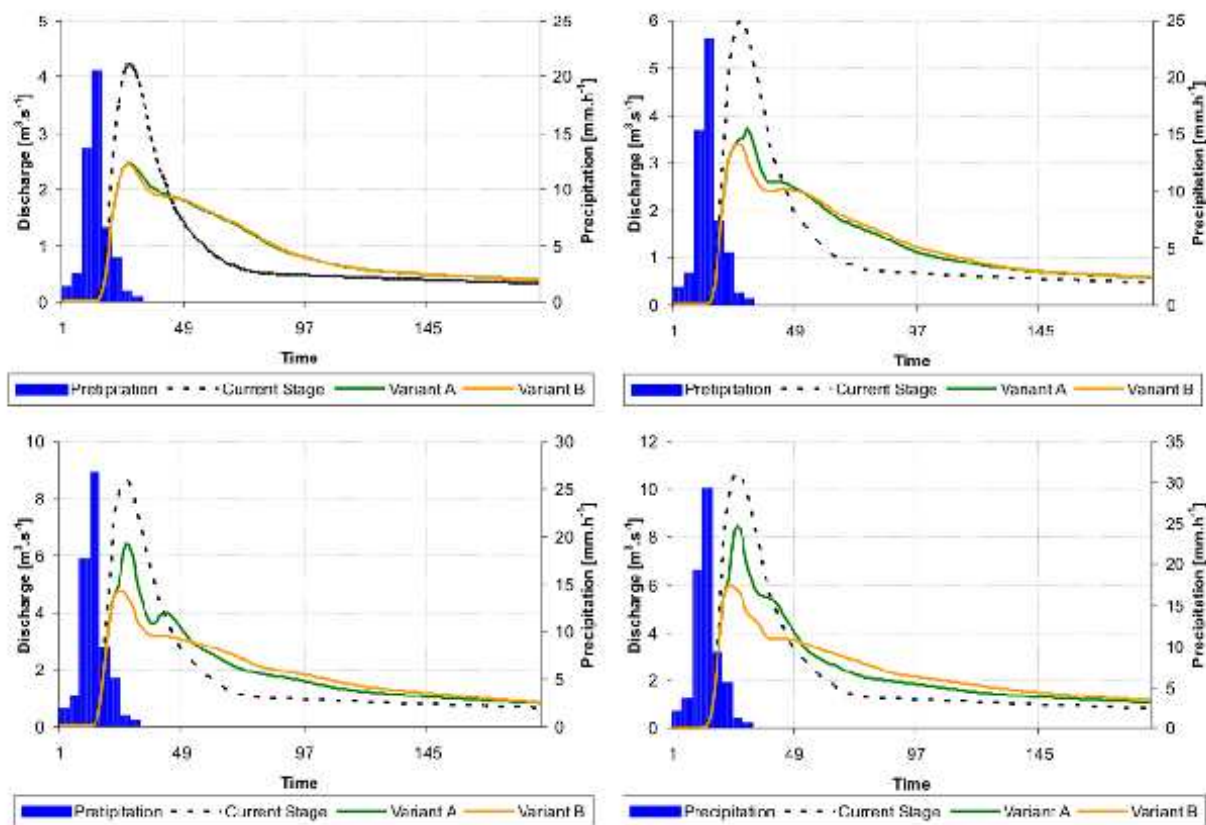 5
4
3
2
1
0
Discharge [m³.s⁻¹]
25
20
15
10
5
0
Precipitation [mm.h⁻¹]
1 49 97 145
Time
Pretipitation Current Stage Variant A Variant B
6
5
4
3
2
1
0
Discharge [m³.s⁻¹]
25
20
15
10
5
0
Precipitation [mm.h⁻¹]
1 49 97 145
Time
Pretipitation Current Stage Variant A Variant B
10
8
6
4
2
0
Discharge [m³.s⁻¹]
30
25
20
15
10
5
0
Precipitation [mm.h⁻¹]
1 49 97 145
Time
Pretipitation Current Stage Variant A Variant B
12
10
8
6
4
2
0
Discharge [m³.s⁻¹]
35
30
25
20
15
10
5
0
Precipitation [mm.h⁻¹]
1 49 97 145
Time
Precipitation Current Stage Variant A Variant B